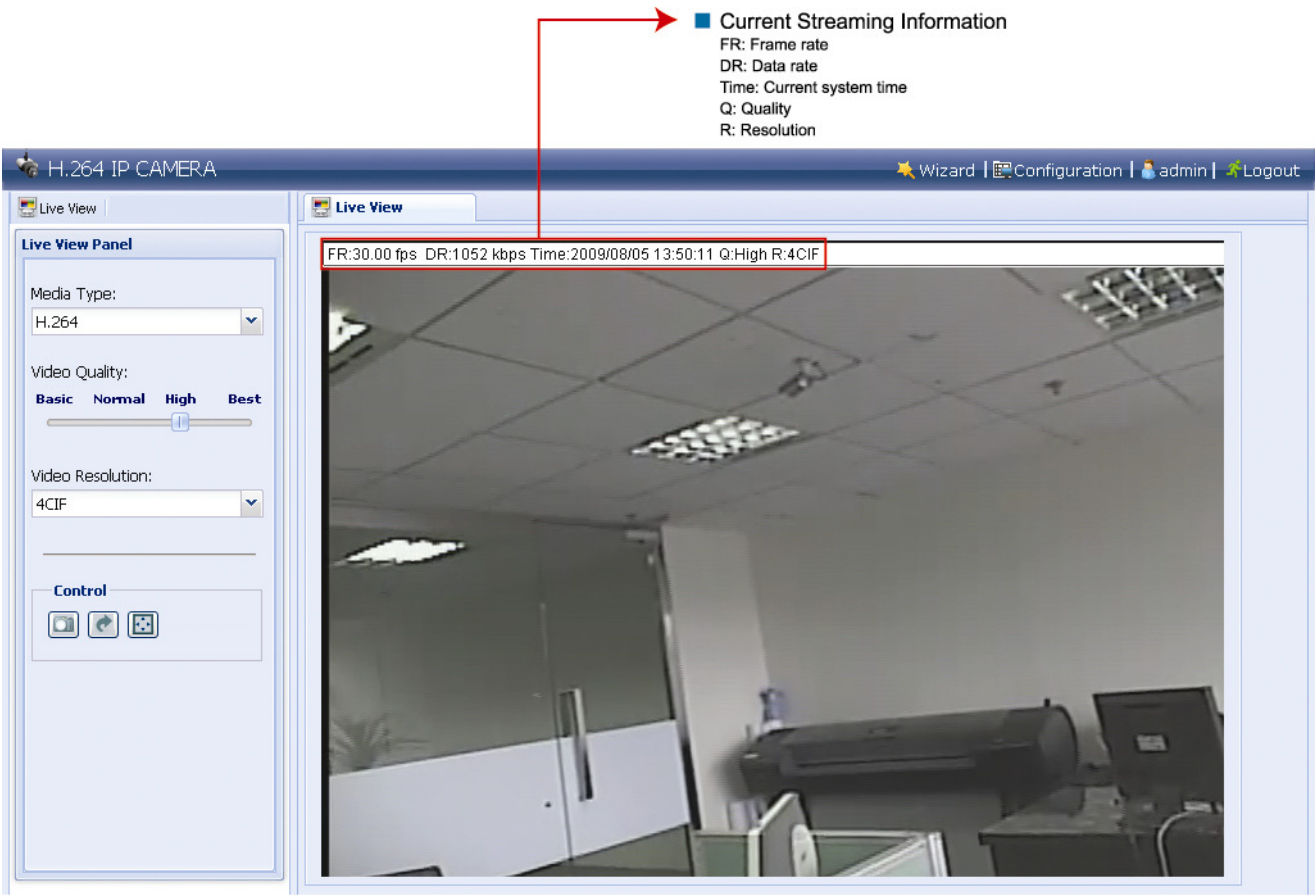 Current Streaming Information
FR: Frame rate
DR: Data rate
Time: Current system time
Q: Quality
R: Resolution
H.264 IP CAMERA
Wizard | Configuration | admin | Logout
Live View
Live View
Live View Panel
FR:30.00 fps DR:1052 kbps Time:2009/08/05 13:50:11 Q:High R:4CIF
Media Type:
H.264
Video Quality:
Basic Normal High Best
Video Resolution:
4CIF
Control